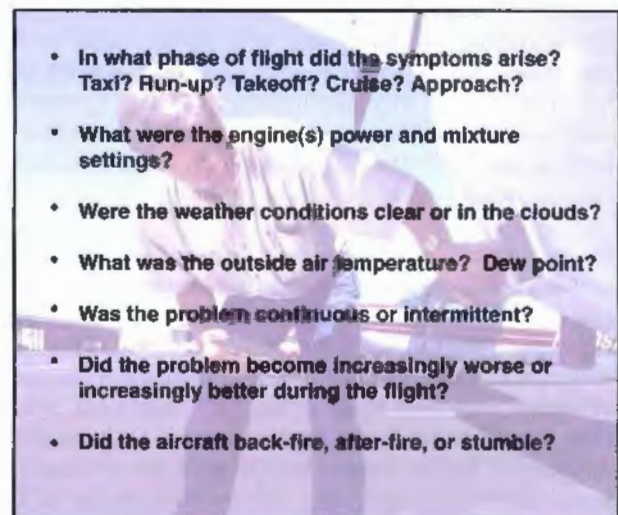 • In what phase of flight did the symptoms arise?
Taxi? Run-up? Takeoff? Cruise? Approach?
• What were the engine(s) power and mixture
settings?
• Were the weather conditions clear or in the clouds?
• What was the outside air temperature? Dew point?
• Was the problem continuous or intermittent?
• Did the problem become increasingly worse or
increasingly better during the flight?
• Did the aircraft back-fire, after-fire, or stumble?